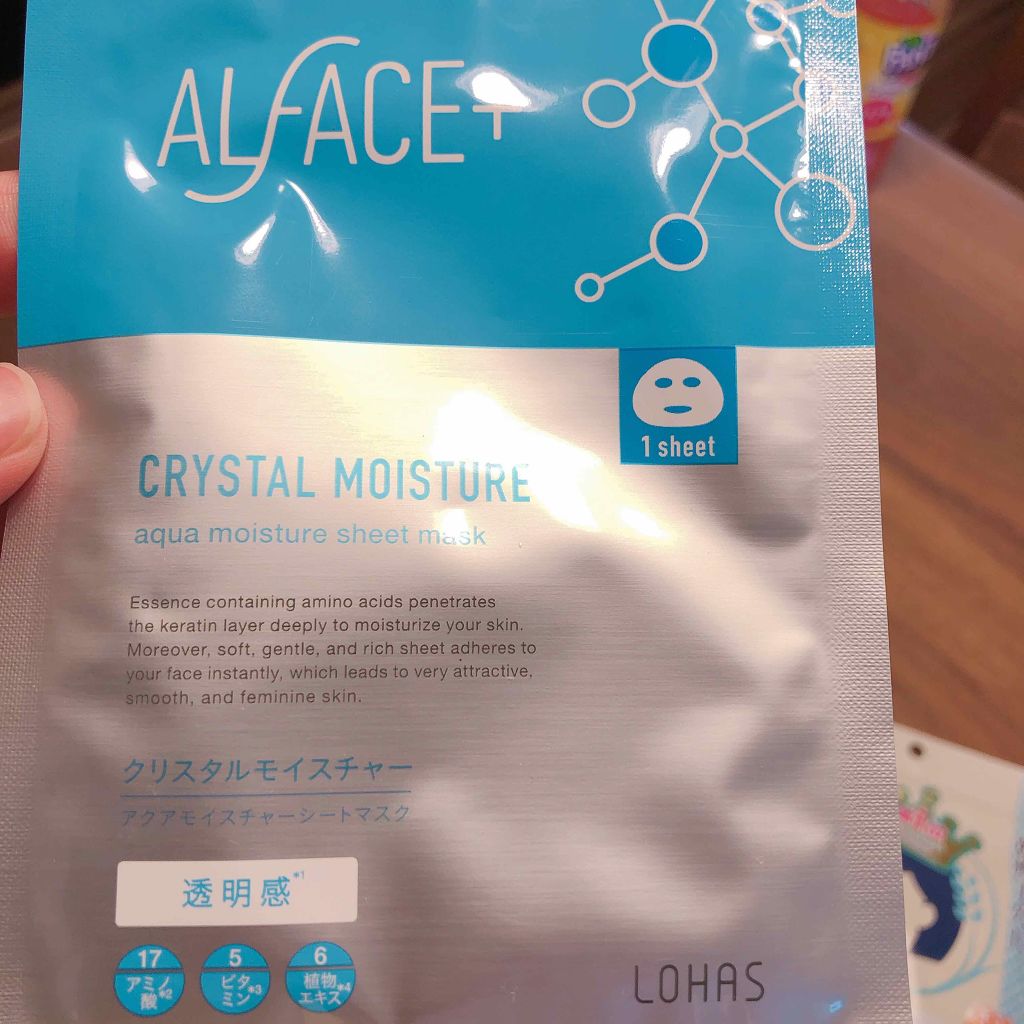 ALFACE+
1 sheet
CRYSTAL MOISTURE
aqua moisture sheet mask
Essence containing amino acids penetrates
the keratin layer deeply to moisturize your skin.
Moreover, soft, gentle, and rich sheet adheres to
your face instantly, which leads to very attractive,
smooth, and feminine skin.
クリスタルモイスチャー
アクアモイスチャーシートマスク
透明感*1
17
アミノ
酸*2
5
ビタ
ミン*3
6
植物
エキス*4
LOHAS